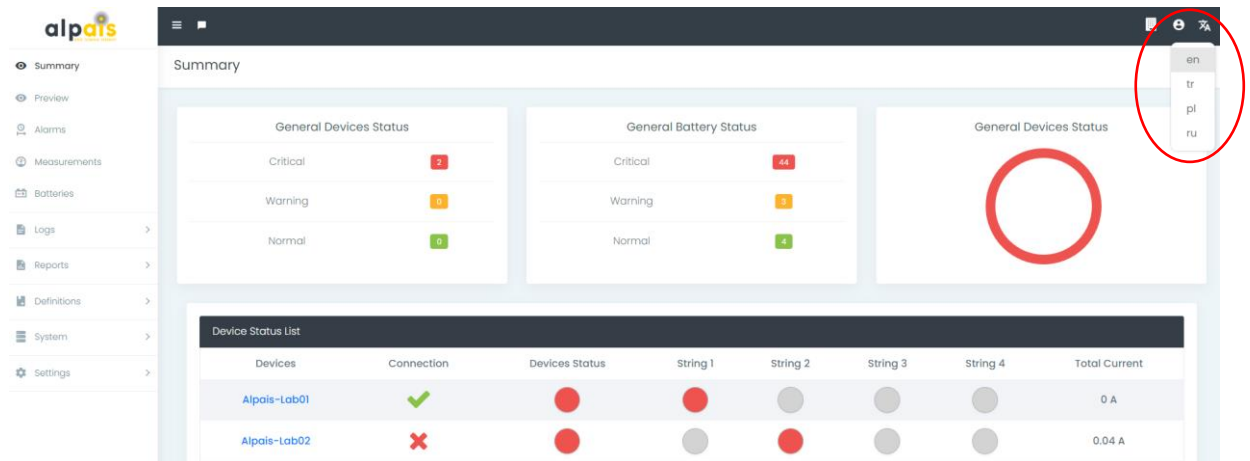 alpais
Summary
Preview
Alarms
Measurements
Batteries
Logs
Reports
Definitions
System
Settings
Summary
en
tr
pl
ru
General Devices Status
Critical 2
Warning 0
Normal 0
General Battery Status
Critical 44
Warning
Normal 4
General Devices Status
Device Status List
Devices Connection Devices Status String 1 String 2 String 3 String 4 Total Current
Alpais-Lab01 0 A
Alpais-Lab02 0.04 A